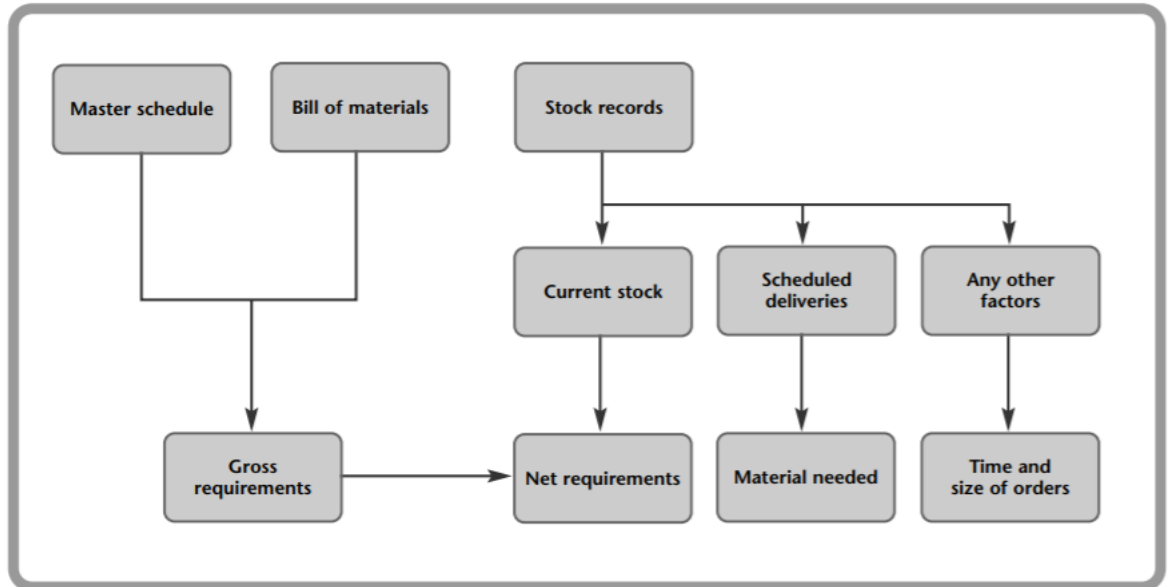 Master schedule
Bill of materials
Stock records
Current stock
Scheduled
deliveries
Any other
factors
Gross
requirements
Net requirements
Material needed
Time and
size of orders